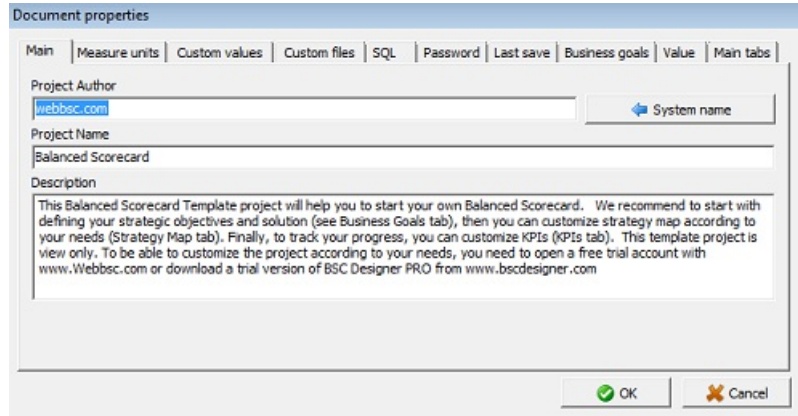 Document properties
Main Measure units Custom values Custom files SQL Password Last save Business goals Value Main tabs
Project Author
webbsc.com System name
Project Name
Balanced Scorecard
Description
This Balanced Scorecard Template project will help you to start your own Balanced Scorecard. We recommend to start with
defining your strategic objectives and solution (see Business Goals tab), then you can customize strategy map according to
your needs (Strategy Map tab). Finally, to track your progress, you can customize KPIs (KPIs tab). This template project is
view only. To be able to customize the project according to your needs, you need to open a free trial account with
www.Webbsc.com or download a trial version of BSC Designer PRO from www.bscdesigner.com
OK Cancel